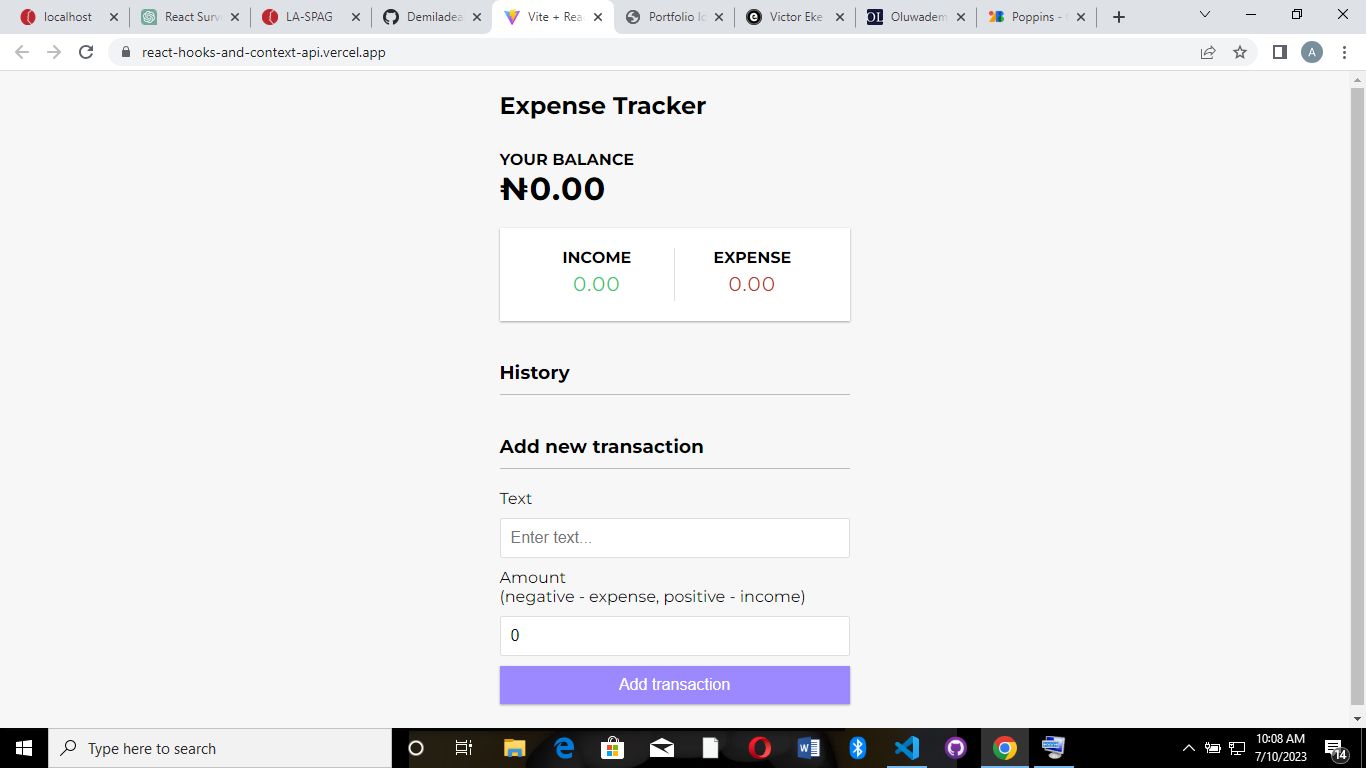 localhost
React Surv
LA-SPAG
Demiladea
Vite + Rea
Portfolio Ic
Victor Eke
OL
Oluwadem
Poppins -
react-hooks-and-context-api.vercel.app
A
Expense Tracker
YOUR BALANCE
₦0.00
INCOME
0.00
EXPENSE
0.00
History
Add new transaction
Text
Enter text...
Amount
(negative - expense, positive - income)
0
Add transaction
Type here to search
10:08 AM
7/10/2023
14